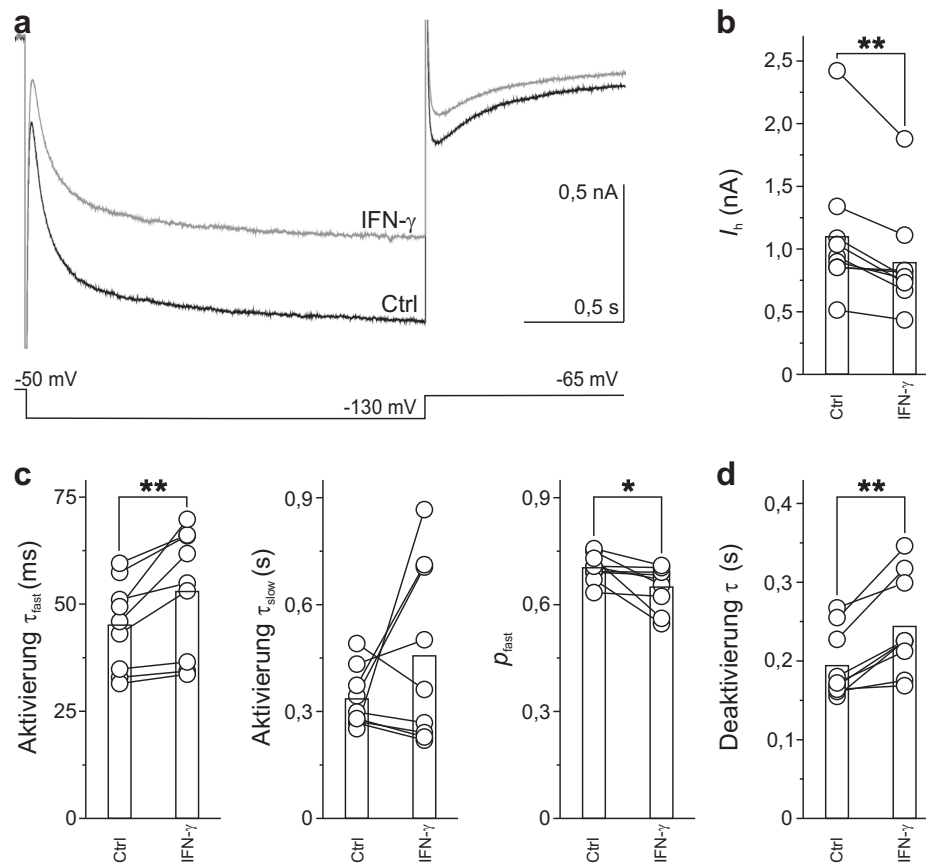 a
IFN-γ
Ctrl
0,5 nA
0,5 s
-50 mV
-130 mV
-65 mV
b
**
2,5
2,0
1,5
1,0
0,5
0,0
I_h (nA)
Ctrl
IFN-γ
c
**
75
50
25
0
Aktivierung τ_fast (ms)
Ctrl
IFN-γ
0,9
0,6
0,3
0
Aktivierung τ_slow (s)
Ctrl
IFN-γ
*
0,9
0,6
0,3
0
p_fast
Ctrl
IFN-γ
d
**
0,4
0,3
0,2
0,1
0
Deaktivierung τ (s)
Ctrl
IFN-γ